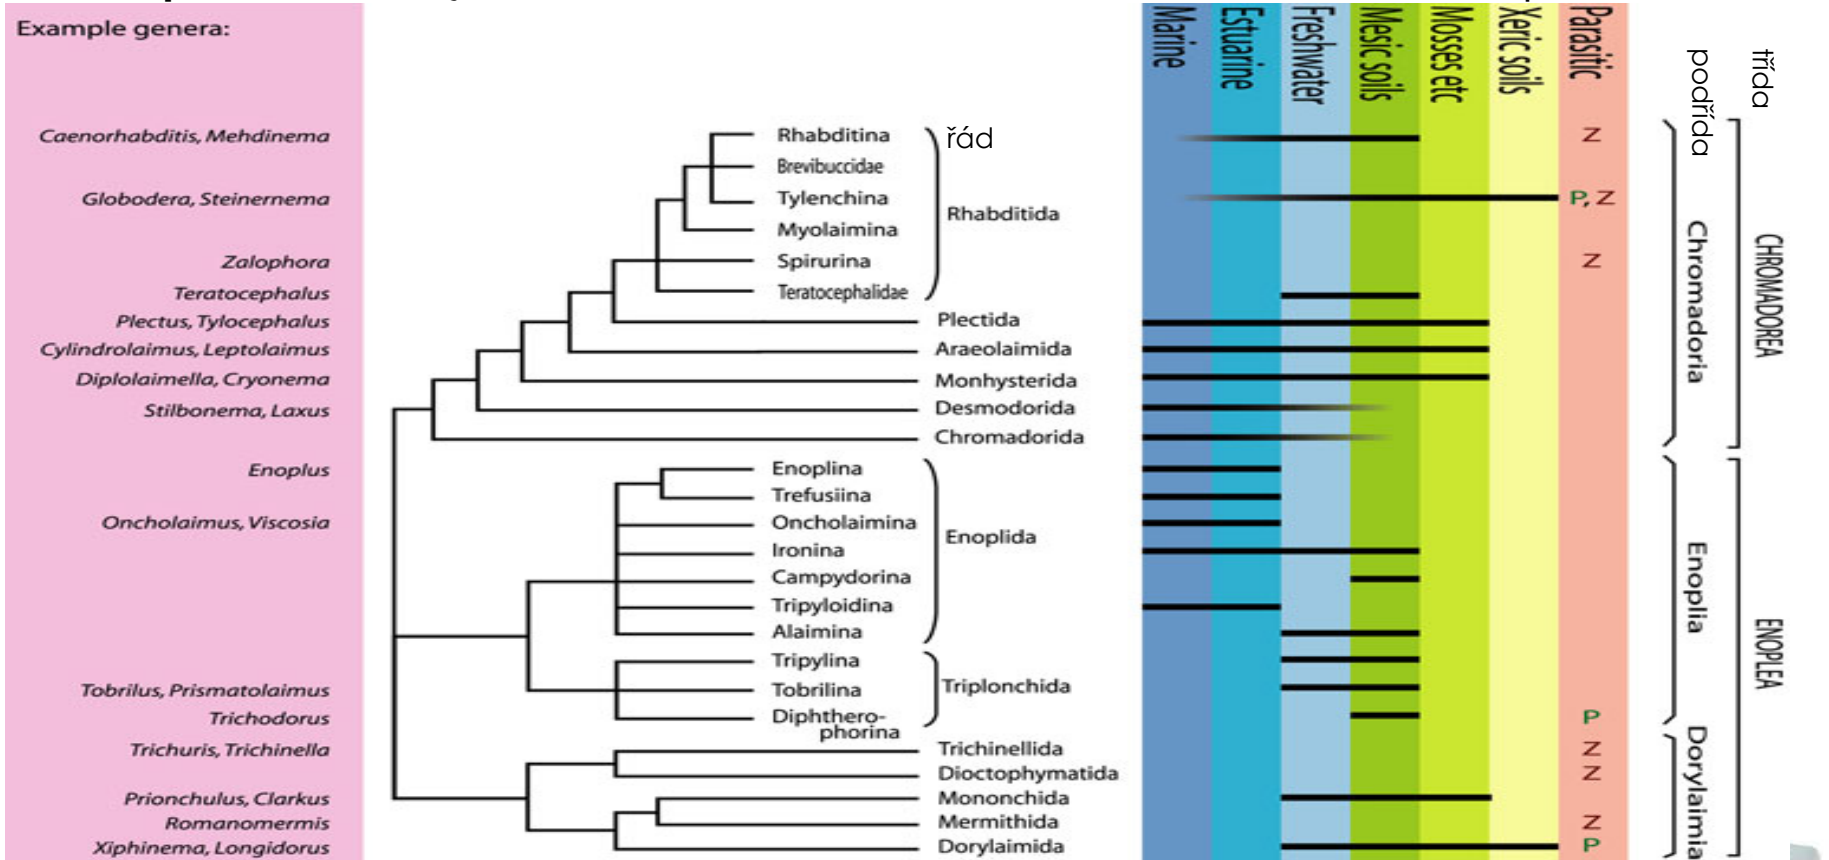 Example genera:
Marine
Estuarine
Freshwater
Mesic soils
Mosses etc
Xeric soils
Parasitic
podřída
třída
Caenorhabditis, Mehdinema
Rhabditina
řád
Z
Brevibuccidae
Globodera, Steinernema
Tylenchina
P, Z
Rhabditida
Myolaimina
Zalophora
Spirurina
Z
Teratocephalus
Teratocephalidae
Plectus, Tylocephalus
Plectida
Cylindrolaimus, Leptolaimus
Araeolaimida
Diplolaimella, Cryonema
Monhysterida
Stilbonema, Laxus
Desmodorida
Chromadorida
Chromadoria
CHROMADOREA
Enoplus
Enoplina
Trefusiina
Oncholaimus, Viscosia
Oncholaimina
Enoplida
Ironina
Campydorina
Tripyloidina
Alaimina
Tripylina
Tobrilus, Prismatolaimus
Tobrilina
Triplonchida
Trichodorus
Diphthero-
phorina
P
Enoplia
ENOPLEA
Trichuris, Trichinella
Trichinellida
Z
Dioctophymatida
Z
Prionchulus, Clarkus
Mononchida
Romanomermis
Mermithida
Z
Xiphinema, Longidorus
Dorylaimida
P
Dorylaimia